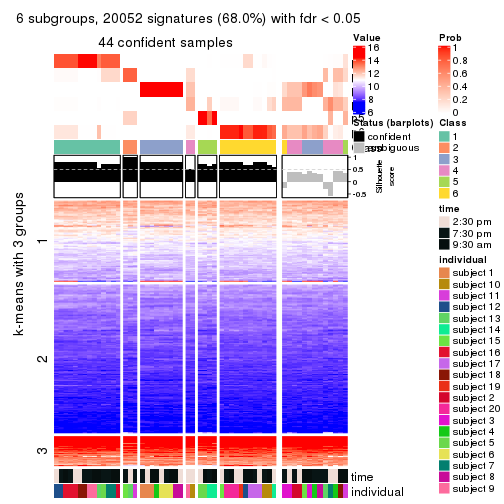 6 subgroups, 20052 signatures (68.0%) with fdr < 0.05
44 confident samples
k-means with 3 groups
1
2
3
Value
16
14
12
10
8
6
Prob
1
0.8
0.6
0.4
0.2
0
Status (barplots)
confident
ambiguous
1
0.5
0
-0.5
Silhouette
score
Class
1
2
3
4
5
6
time
2:30 pm
7:30 pm
9:30 am
individual
subject 1
subject 10
subject 11
subject 12
subject 13
subject 14
subject 15
subject 16
subject 17
subject 18
subject 19
subject 2
subject 20
subject 3
subject 4
subject 5
subject 6
subject 7
subject 8
subject 9
time
individual